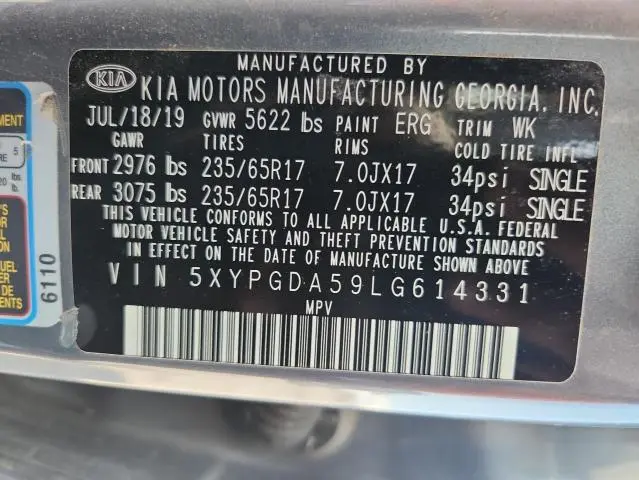 MANUFACTURED BY
KIA KIA MOTORS MANUFACTURING GEORGIA, INC.
JUL/18/19 GVWR 5622 lbs PAINT ERG TRIM WK
GAWR TIRES RIMS COLD TIRE INFL
FRONT 2976 lbs 235/65R17 7.0JX17 34psi SINGLE
REAR 3075 lbs 235/65R17 7.0JX17 34psi SINGLE
THIS VEHICLE CONFORMS TO ALL APPLICABLE U.S.A. FEDERAL
MOTOR VEHICLE SAFETY AND THEFT PREVENTION STANDARDS
IN EFFECT ON THE DATE OF MANUFACTURE SHOWN ABOVE
VIN 5XYPGDA59LG614331
MPV
6110
5